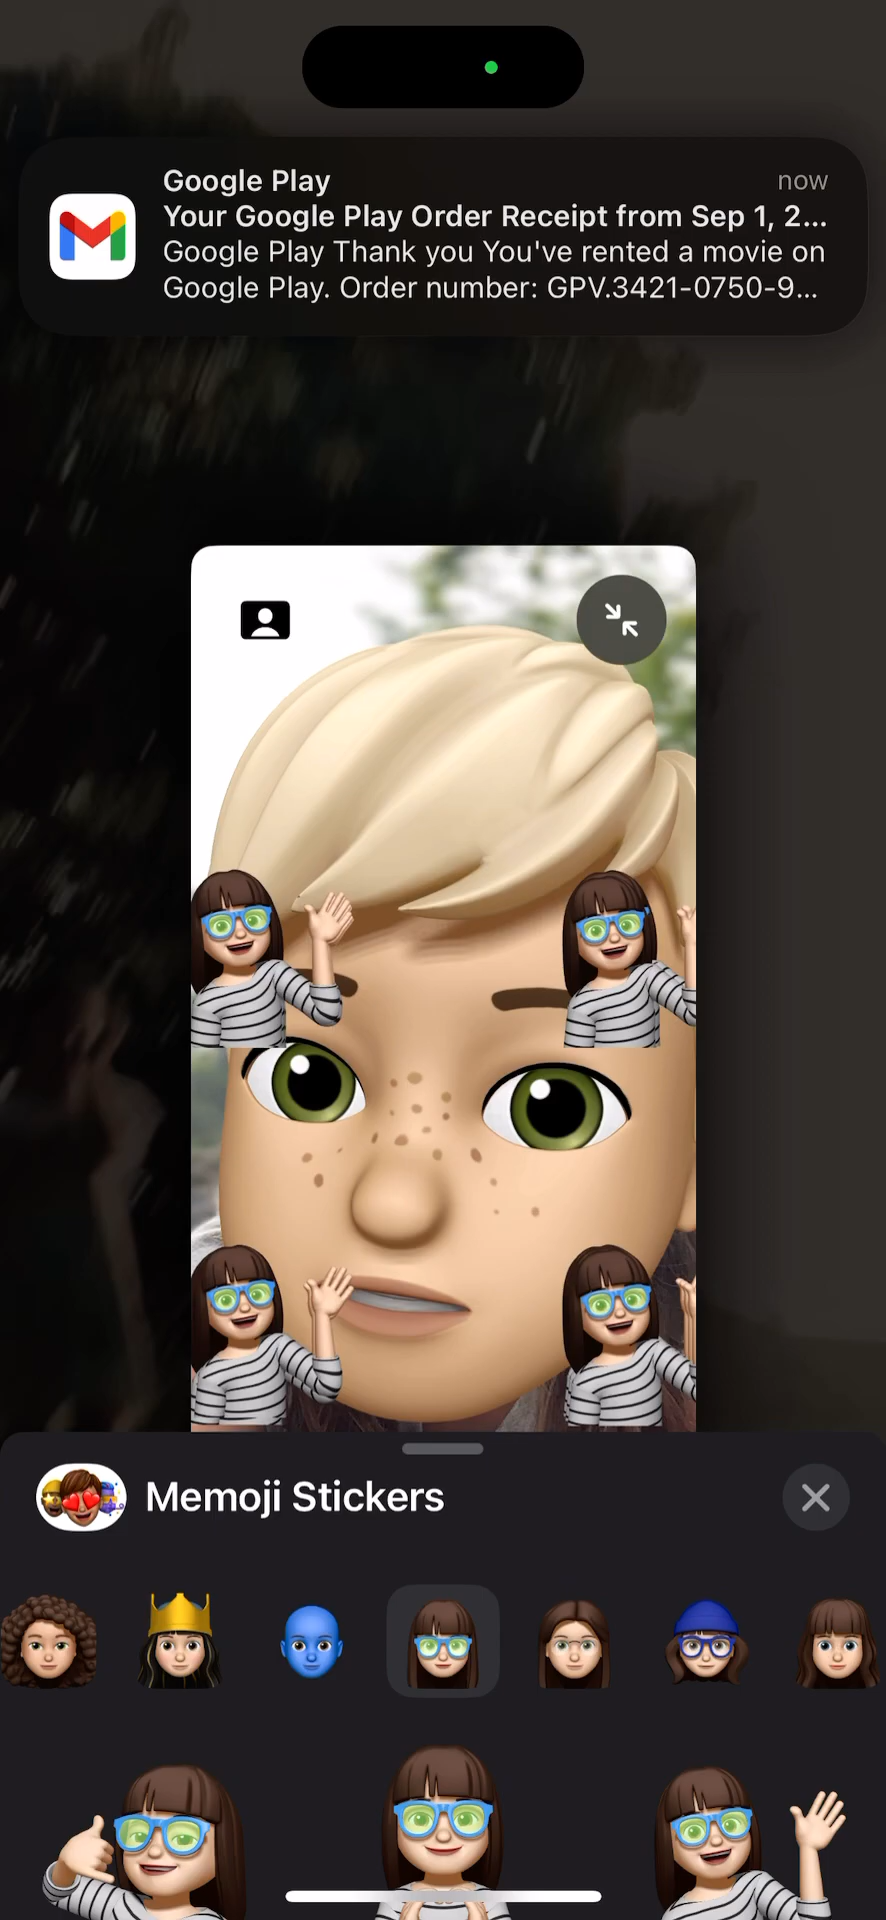 Google Play
now
Your Google Play Order Receipt from Sep 1, 2...
Google Play Thank you You've rented a movie on
Google Play. Order number: GPV.3421-0750-9...
Memoji Stickers